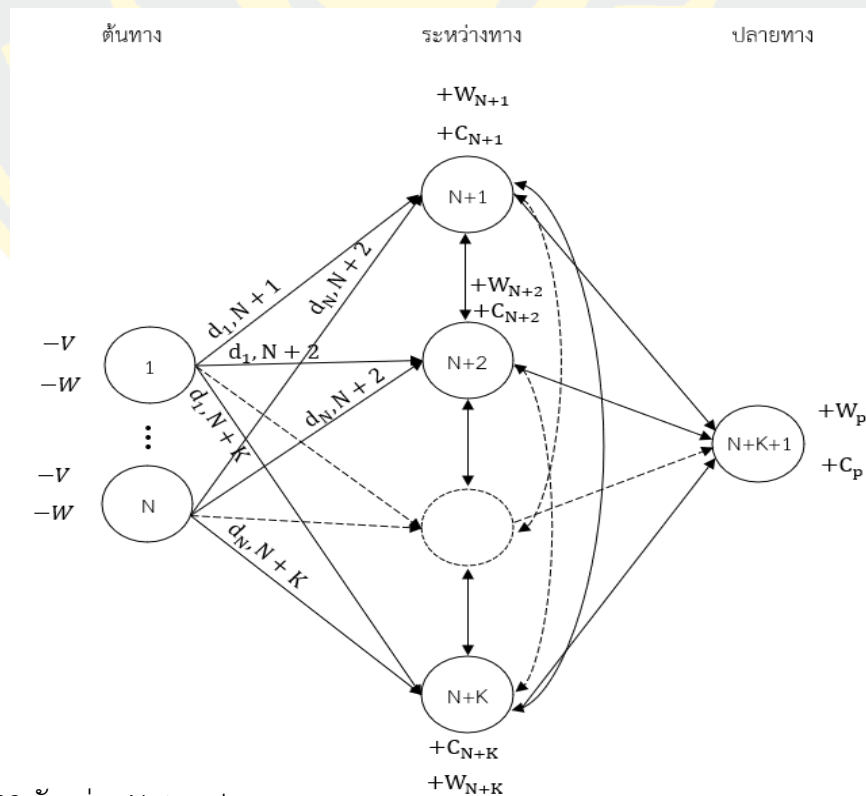 ต้นทาง ระหว่างทาง ปลายทาง
+W_{N+1}
+C_{N+1}
N+1
d_1, N + 1
d_N, N + 2
+W_{N+2}
+C_{N+2}
−V
1
d_1, N + 2
N+2
−W
d_1, N + K
d_N, N + 2
+W_p
N+K+1
+C_p
−V
N
−W
d_N, N + K
N+K
+C_{N+K}
+W_{N+K}